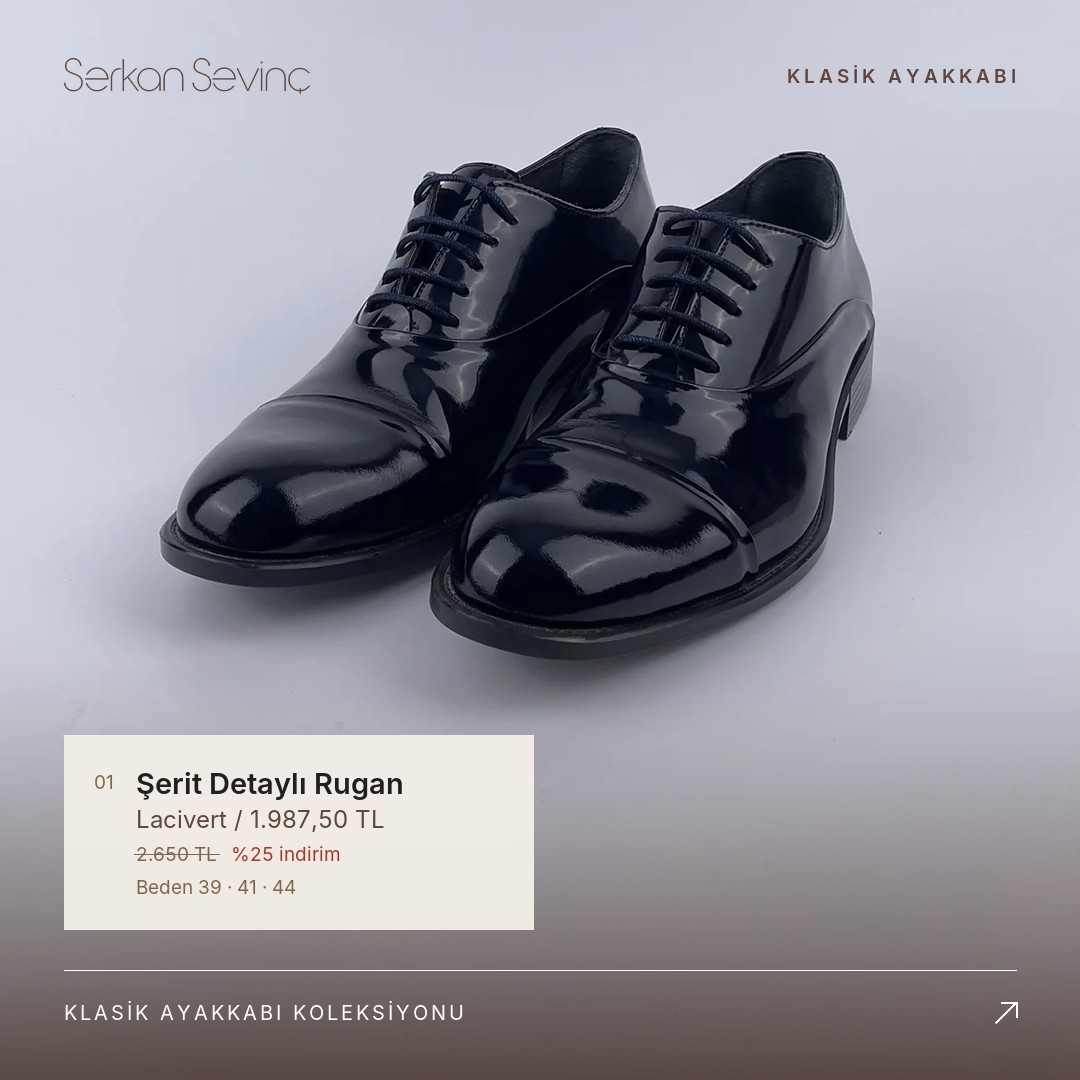 Serkan Sevinç
KLASİK AYAKKABI
01 Şerit Detaylı Rugan
Lacivert / 1.987,50 TL
2.650 TL %25 indirim
Beden 39 · 41 · 44
KLASİK AYAKKABI KOLEKSİYONU